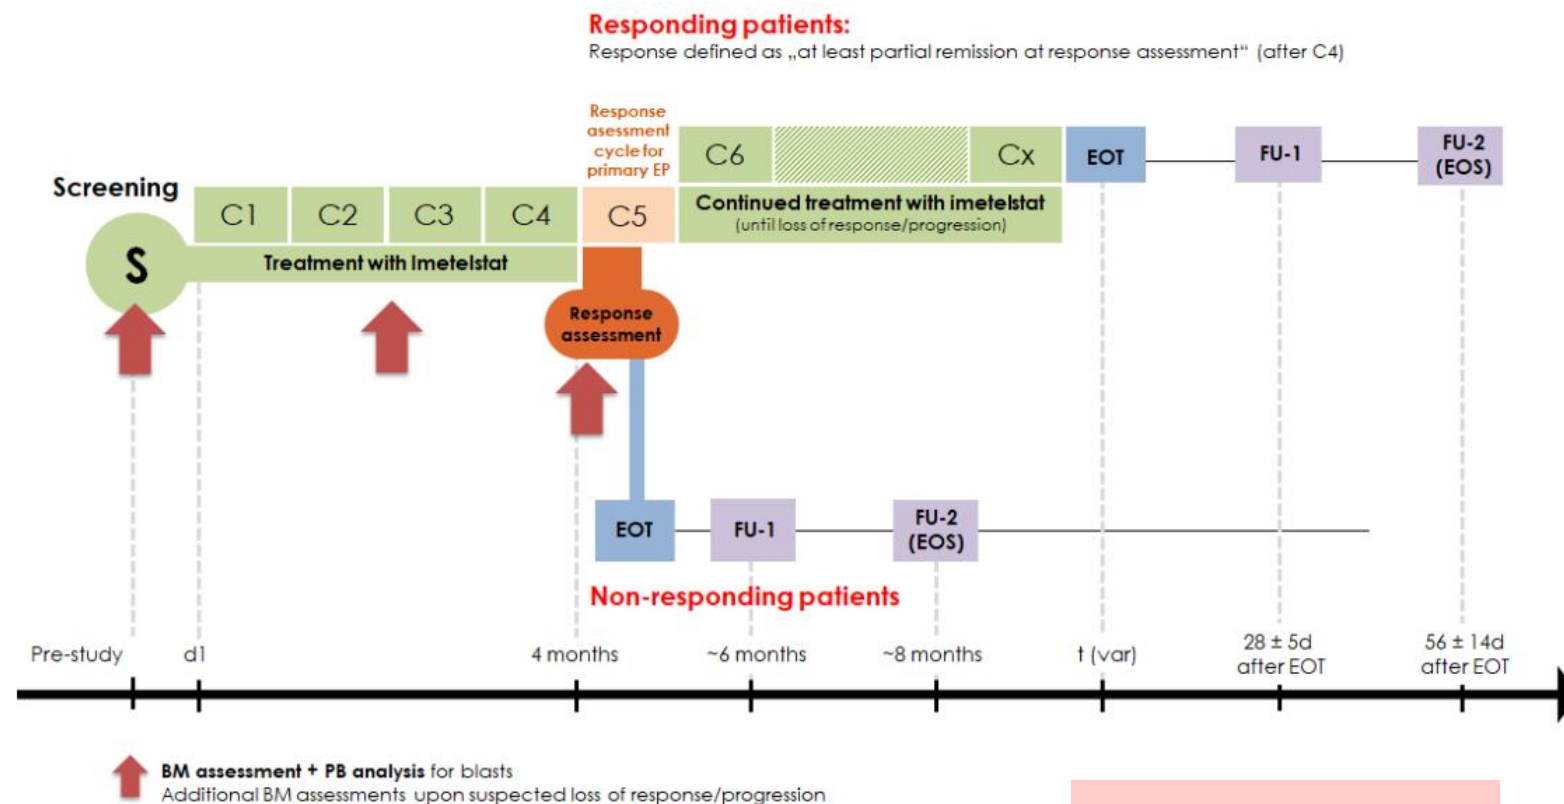 Responding patients:
Response defined as „at least partial remission at response assessment“ (after C4)
Response
asessment
cycle for
primary EP
Screening
S
C1
C2
C3
C4
C5
C6
Cx
EOT
FU-1
FU-2
(EOS)
Treatment with Imetelstat
Continued treatment with imetelstat
(until loss of response/progression)
Response
assessment
EOT
FU-1
FU-2
(EOS)
Non-responding patients
Pre-study
d1
4 months
~6 months
~8 months
t (var)
28 ± 5d
after EOT
56 ± 14d
after EOT
BM assessment + PB analysis for blasts
Additional BM assessments upon suspected loss of response/progression